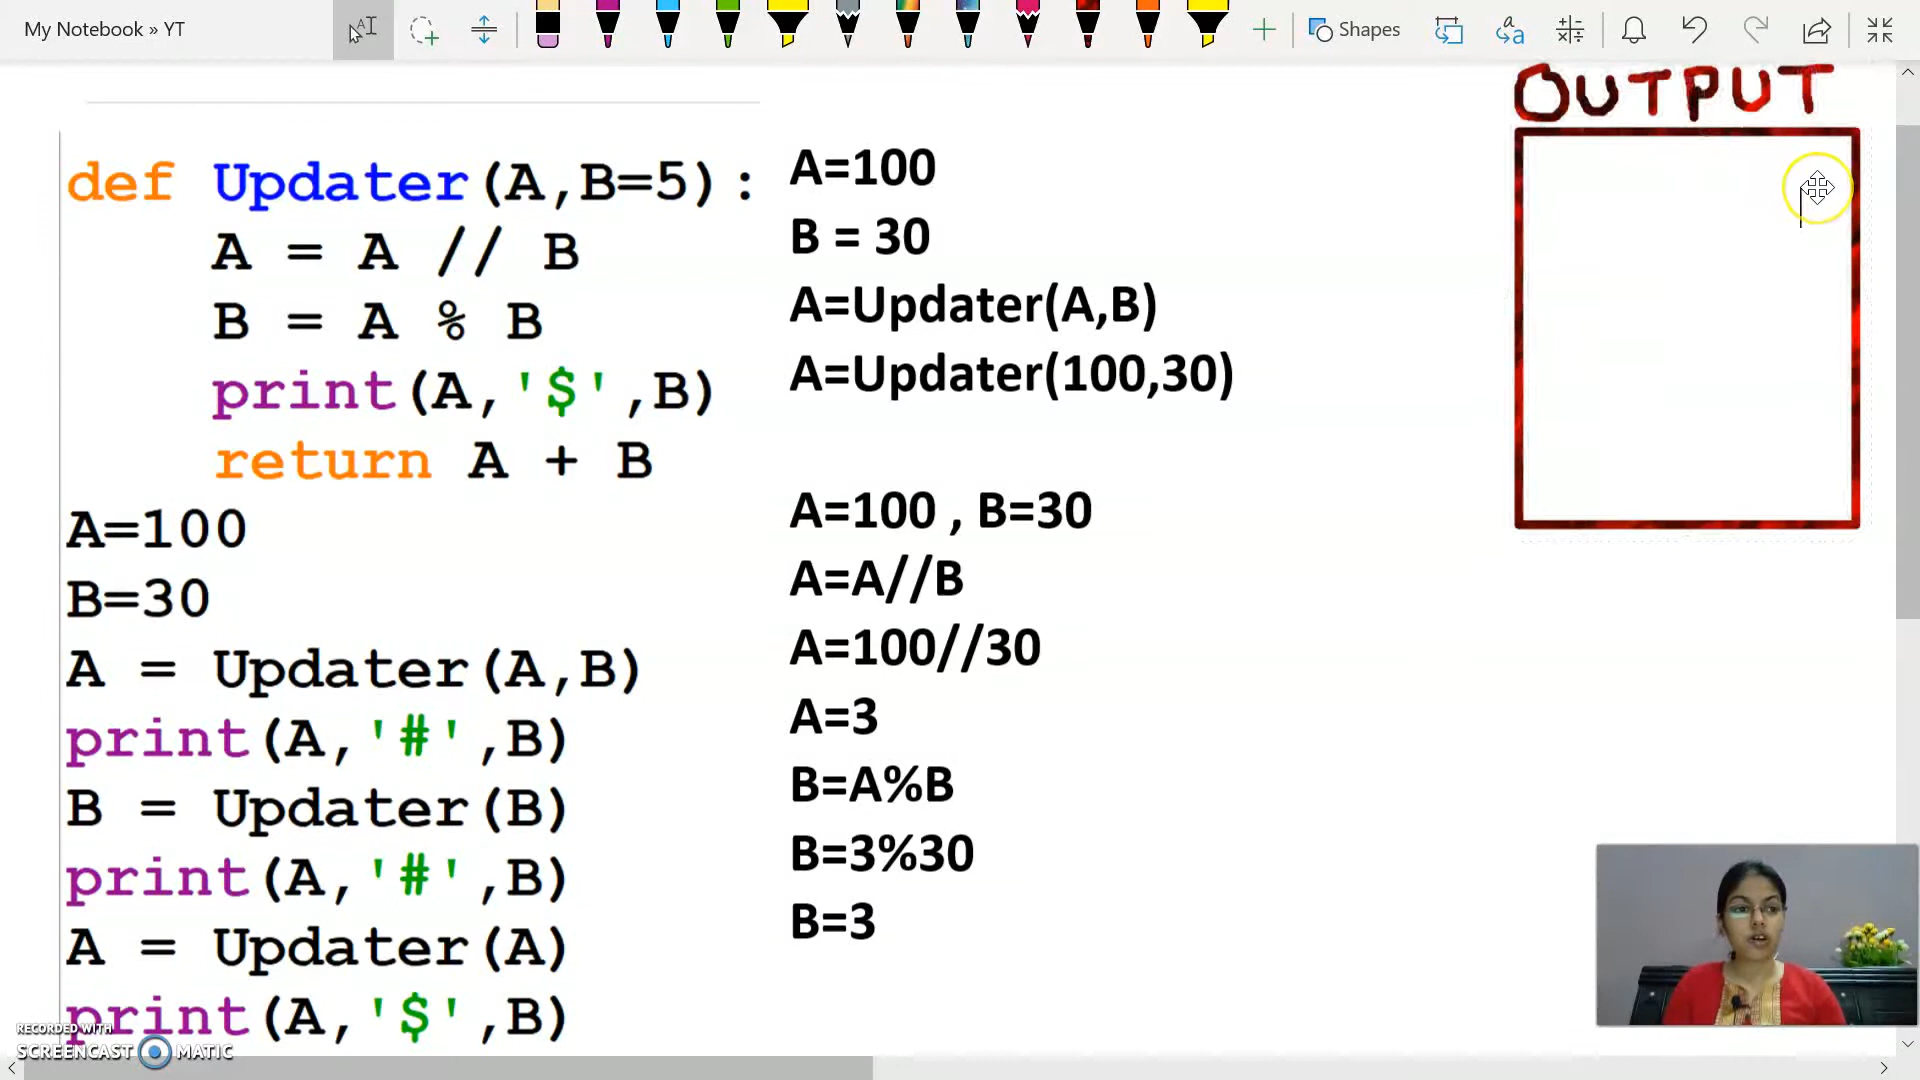 My Notebook » YT
Shapes
OUTPUT
def Updater(A,B=5):
A = A // B
B = A % B
print(A,'$',B)
return A + B
A=100
B=30
A = Updater(A,B)
print(A,'#',B)
B = Updater(B)
print(A,'#',B)
A = Updater(A)
print(A,'$',B)
A=100
B = 30
A=Updater(A,B)
A=Updater(100,30)
A=100 , B=30
A=A//B
A=100//30
A=3
B=A%B
B=3%30
B=3
RECORDED WITH
SCREENCAST MATIC